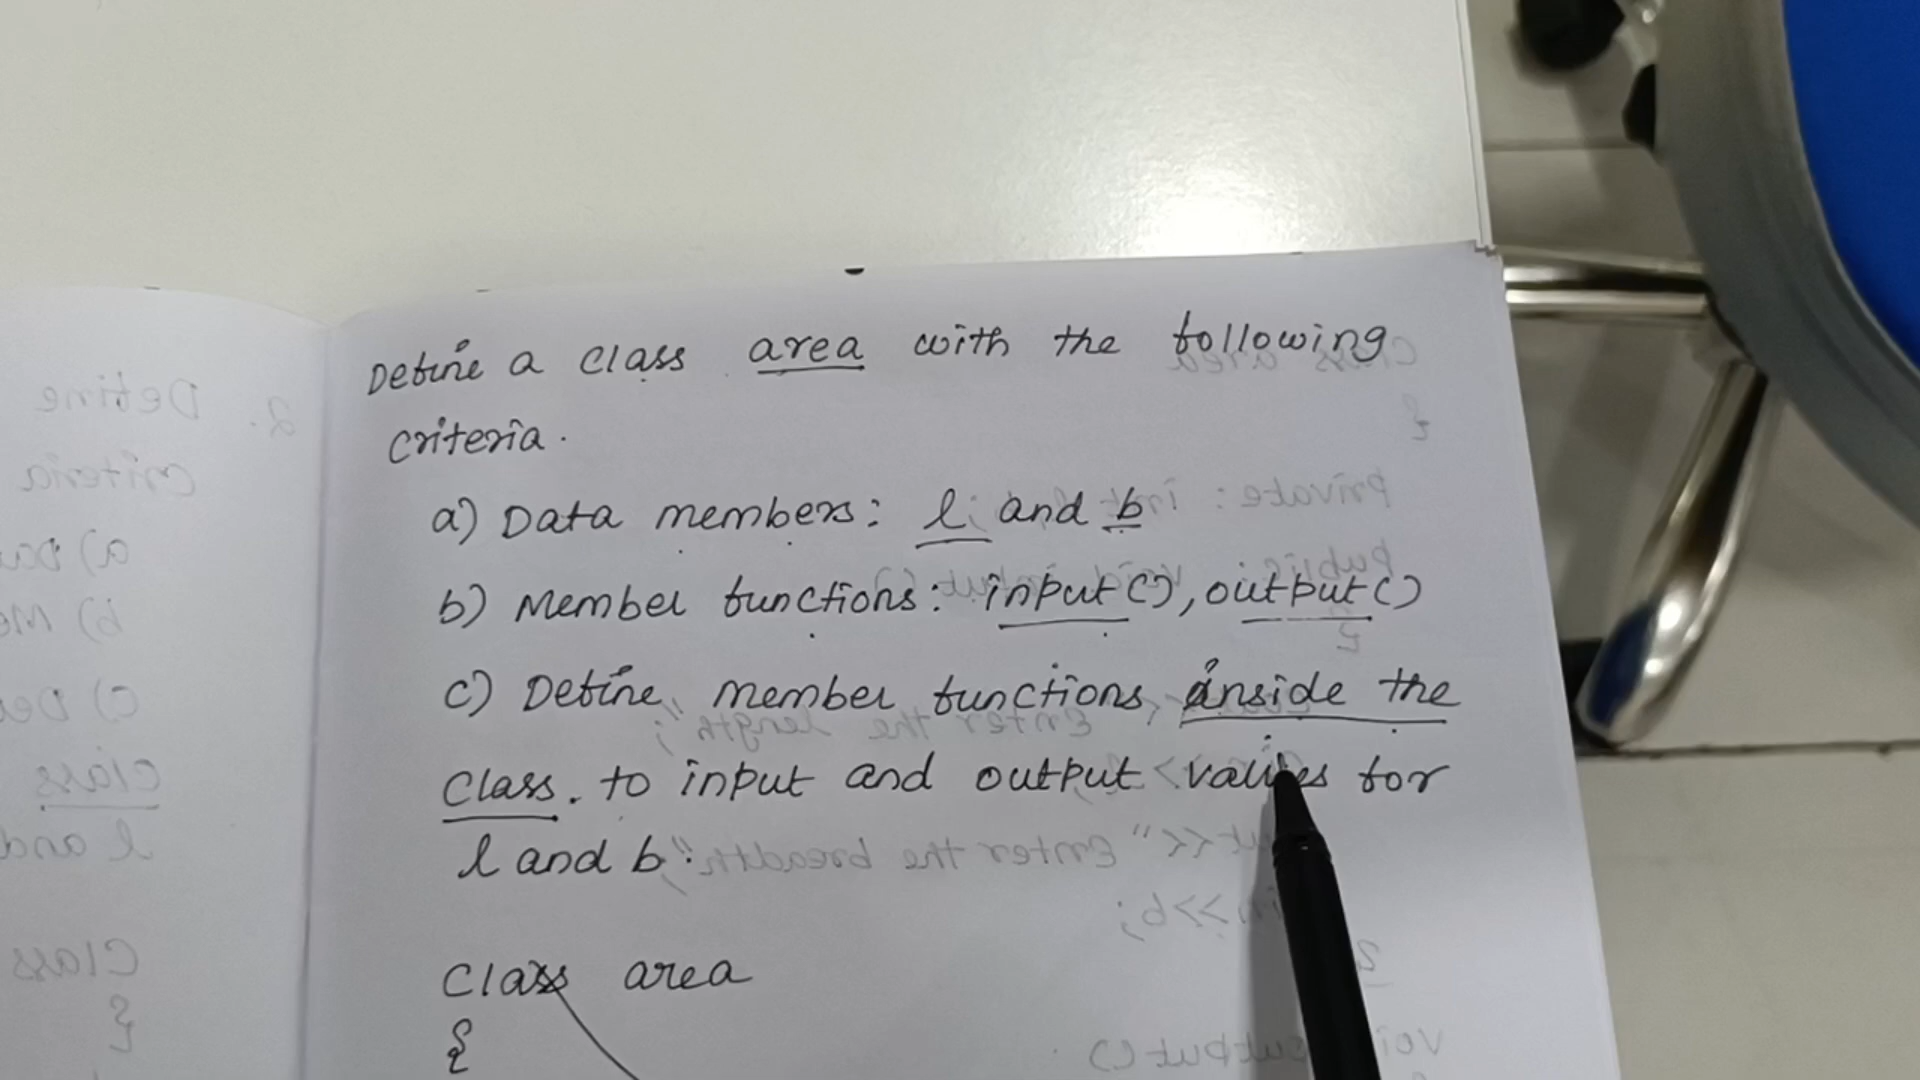 Define a class area with the following
criteria.
a) Data members: l and b
b) Member functions: input(), output()
c) Define member functions inside the
class. to input and output values for
l and b.
Class area
{